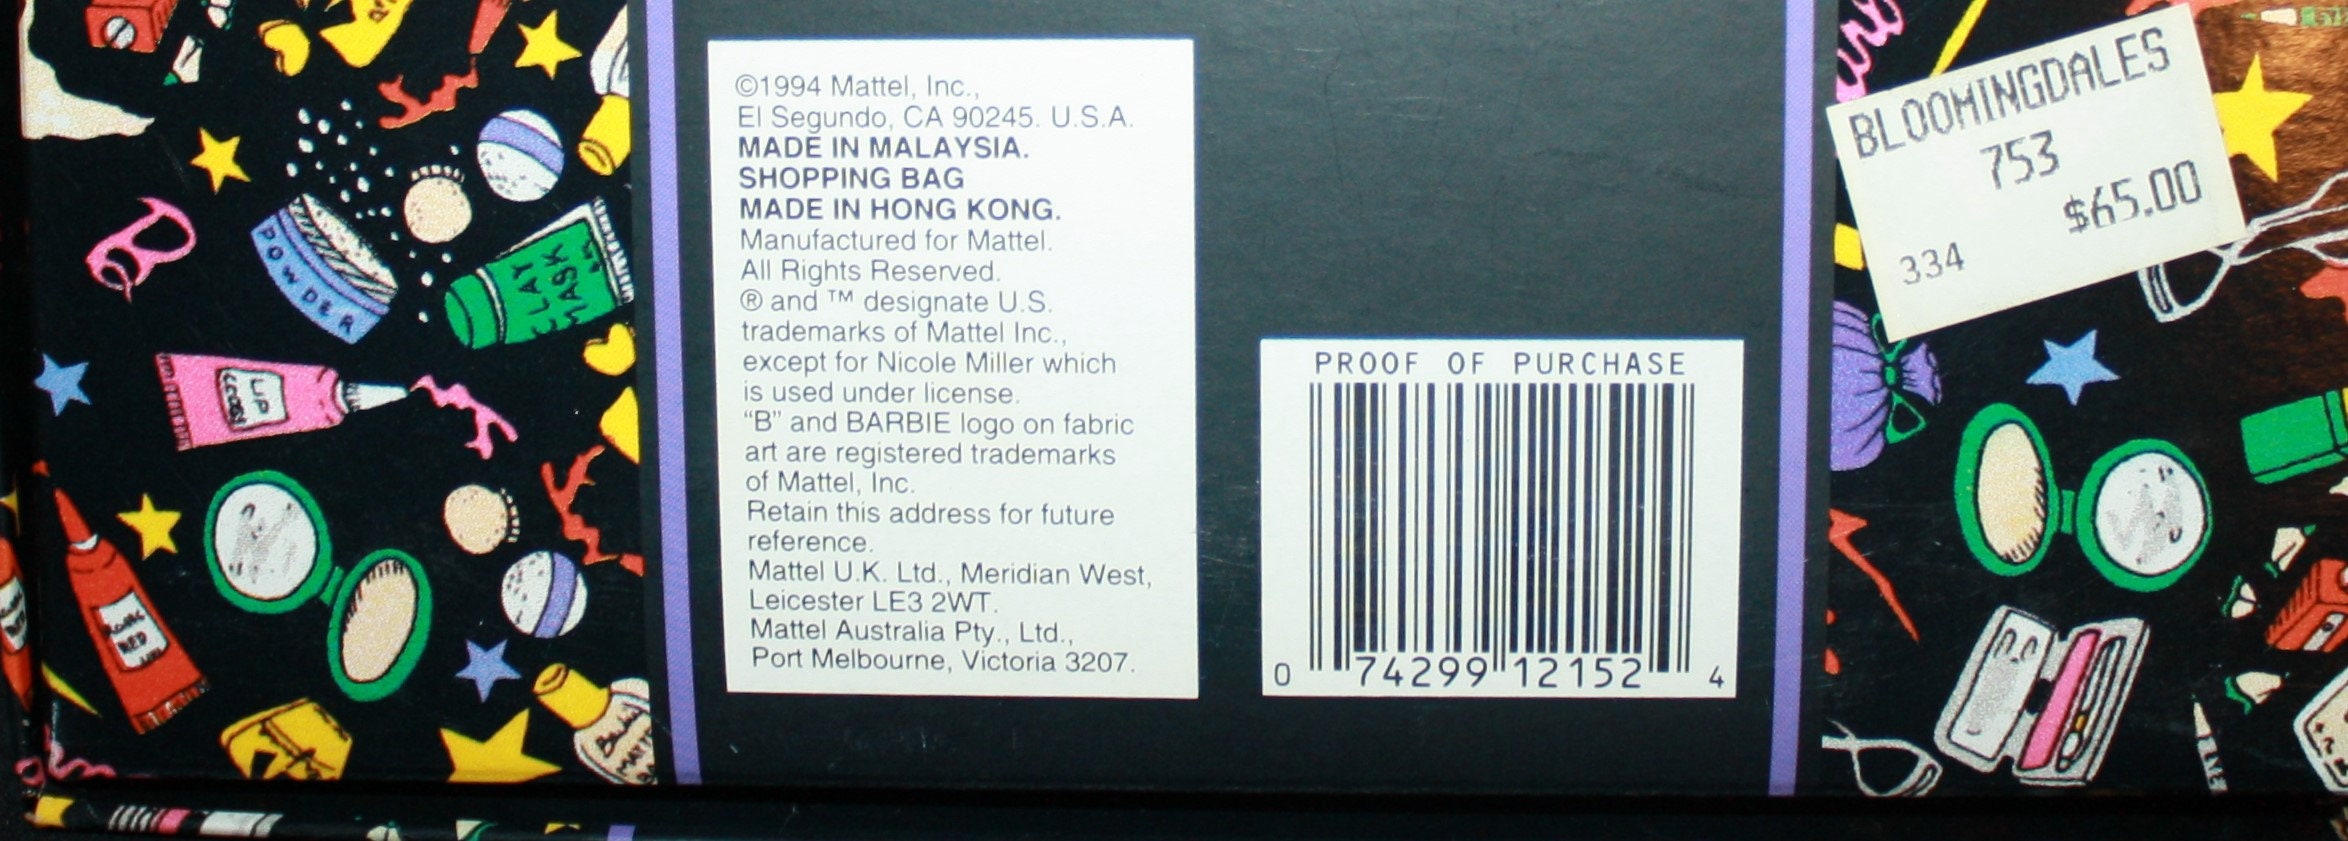 ©1994 Mattel, Inc.,
El Segundo, CA 90245. U.S.A.
MADE IN MALAYSIA.
SHOPPING BAG
MADE IN HONG KONG.
Manufactured for Mattel.
All Rights Reserved.
® and ™ designate U.S.
trademarks of Mattel Inc.,
except for Nicole Miller which
is used under license.
“B” and BARBIE logo on fabric
art are registered trademarks
of Mattel, Inc.
Retain this address for future
reference.
Mattel U.K. Ltd., Meridian West,
Leicester LE3 2WT.
Mattel Australia Pty., Ltd.,
Port Melbourne, Victoria 3207.
PROOF OF PURCHASE
0 74299 12152 4
BLOOMINGDALES
753
$65.00
334
POWDER
CLAY
MASK
RED